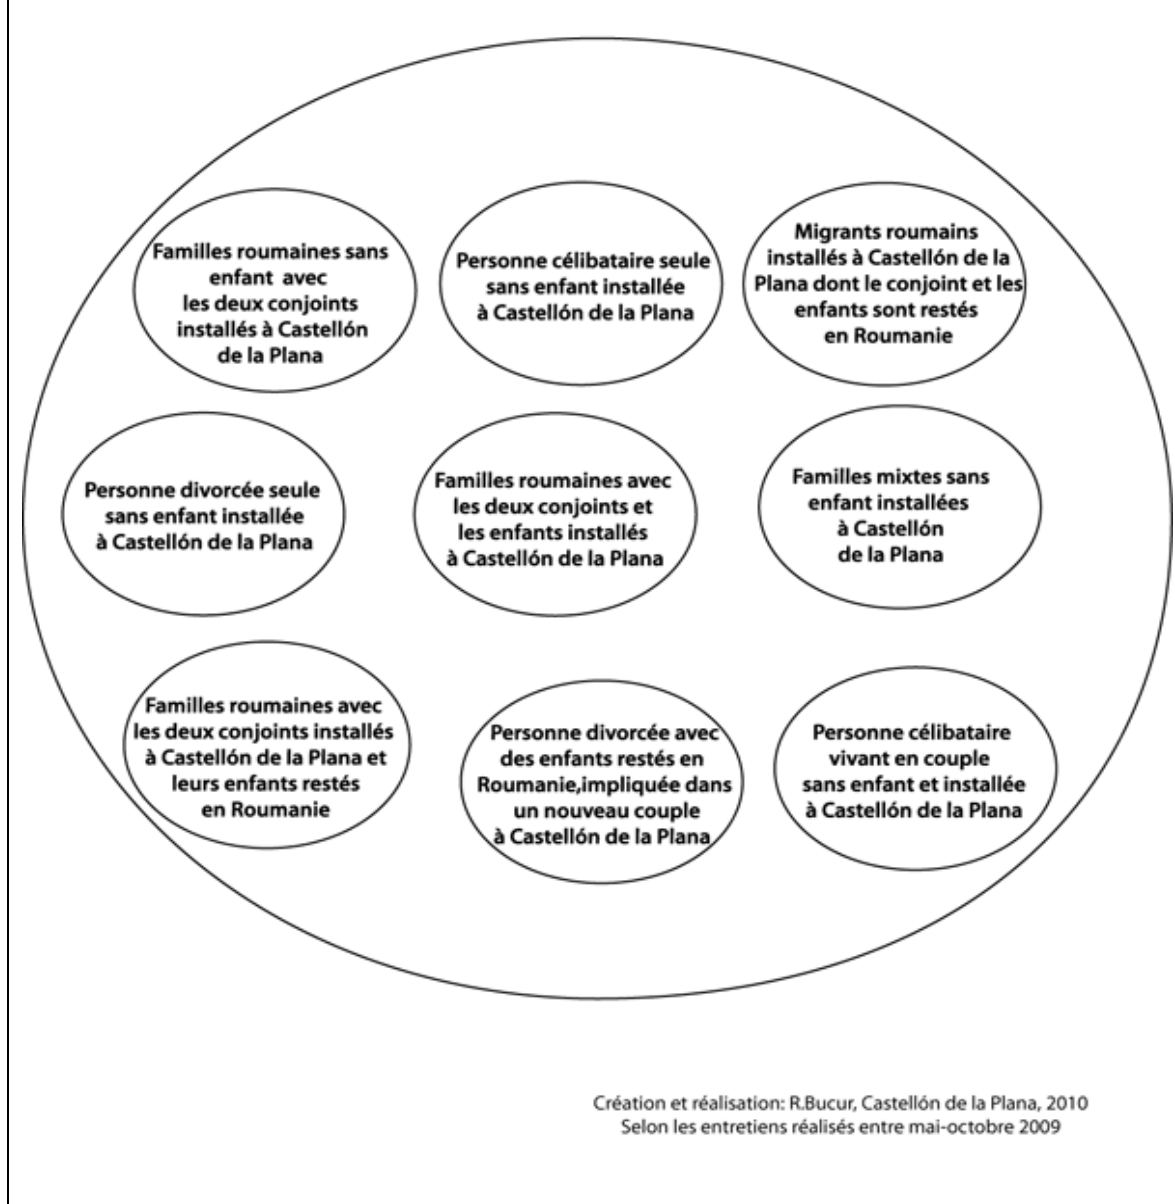 Familles roumaines sans
enfant avec
les deux conjoints
installés à Castellón
de la Plana
Personne célibataire seule
sans enfant installée
à Castellón de la Plana
Migrants roumains
installés à Castellón de la
Plana dont le conjoint et les
enfants sont restés
en Roumanie
Personne divorcée seule
sans enfant installée
à Castellón de la Plana
Familles roumaines avec
les deux conjoints et
les enfants installés
à Castellón de la Plana
Familles mixtes sans
enfant installées
à Castellón
de la Plana
Familles roumaines avec
les deux conjoints installés
à Castellón de la Plana et
leurs enfants restés
en Roumanie
Personne divorcée avec
des enfants restés en
Roumanie,impliquée dans
un nouveau couple
à Castellón de la Plana
Personne célibataire
vivant en couple
sans enfant et installée
à Castellón de la Plana
Création et réalisation: R.Bucur, Castellón de la Plana, 2010
Selon les entretiens réalisés entre mai-octobre 2009